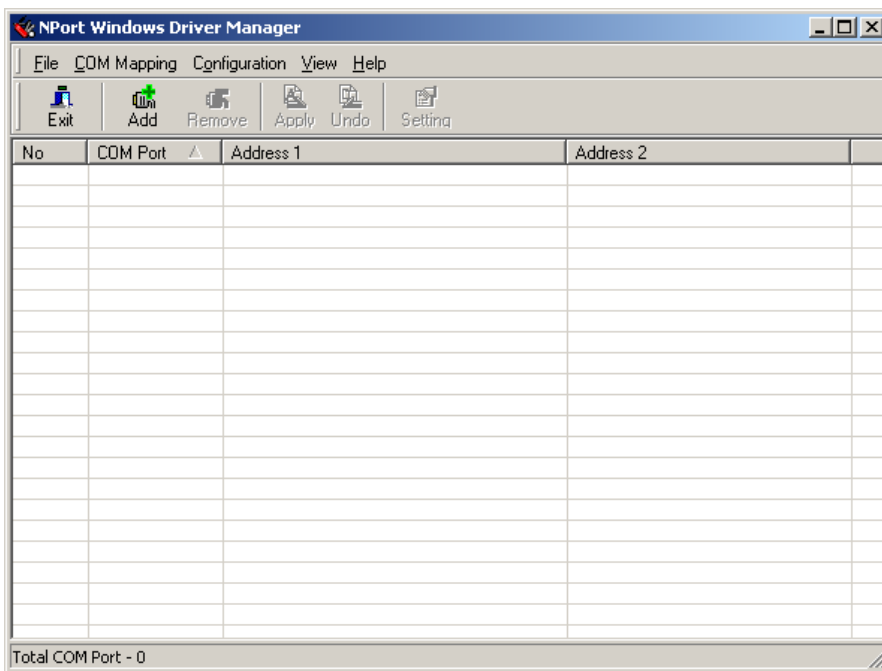 NPort Windows Driver Manager
File COM Mapping Configuration View Help
Exit Add Remove Apply Undo Setting
No COM Port Address 1 Address 2
Total COM Port - 0